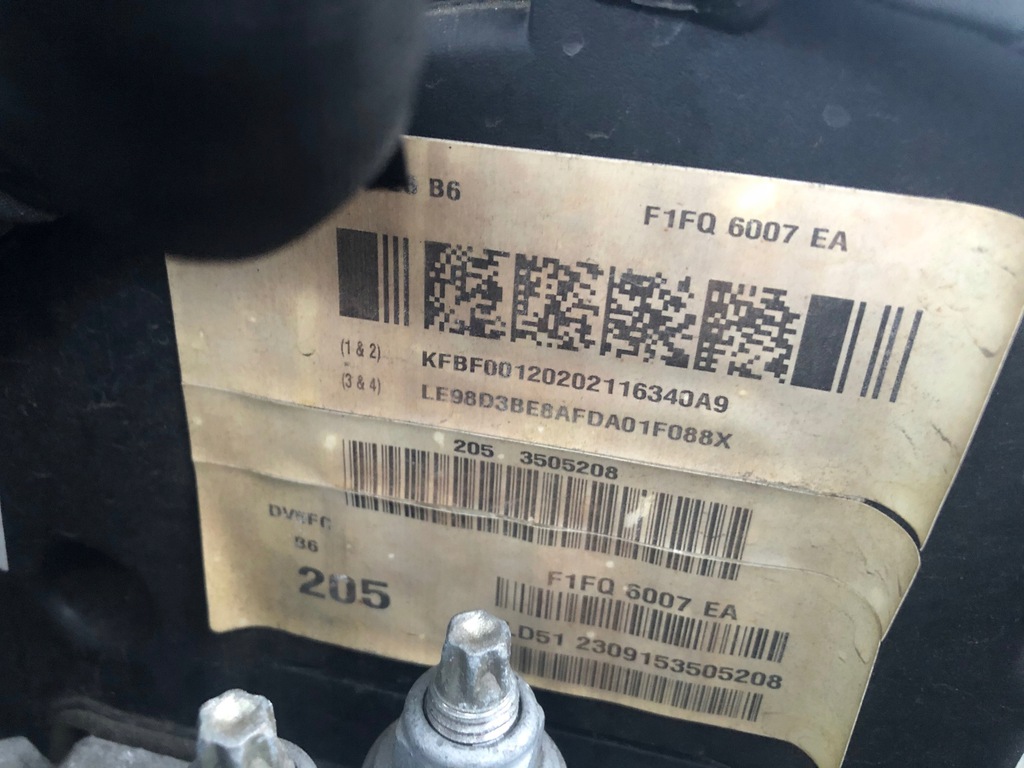 B6
F1FQ 6007 EA
(1 & 2) KFBF00120202116340A9
(3 & 4) LE98D3BE8AFDA01F088X
205 3505208
B6
205
F1FQ 6007 EA
D51 2309153505208